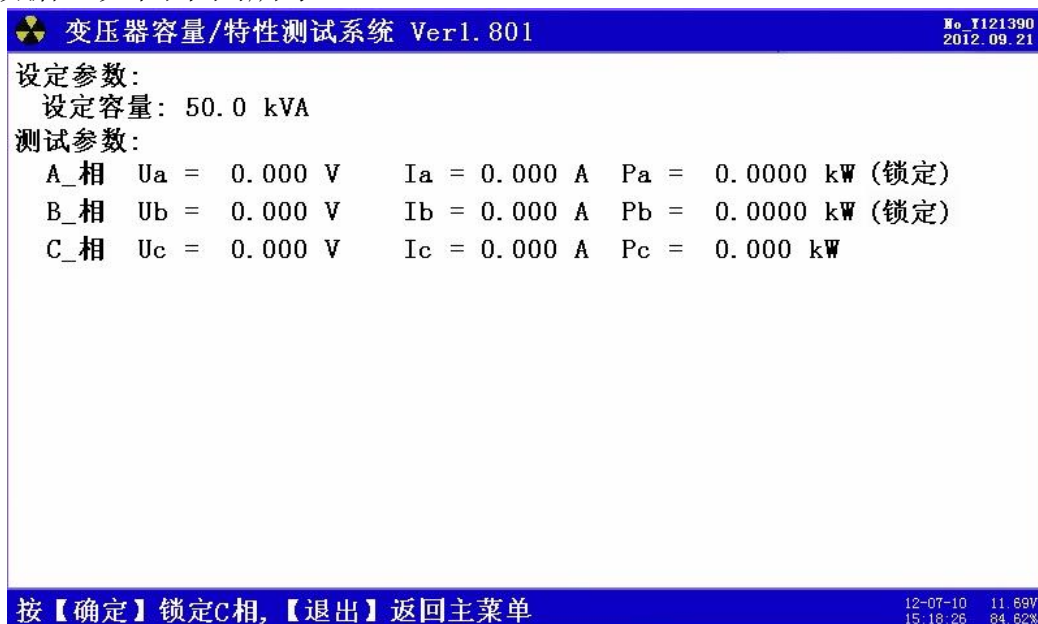 变压器容量/特性测试系统 Ver1.801
No_T121390
2012.09.21
设定参数:
设定容量: 50.0 kVA
测试参数:
A_相 Ua = 0.000 V Ia = 0.000 A Pa = 0.0000 kW (锁定)
B_相 Ub = 0.000 V Ib = 0.000 A Pb = 0.0000 kW (锁定)
C_相 Uc = 0.000 V Ic = 0.000 A Pc = 0.000 kW
按【确定】锁定C相,【退出】返回主菜单
12-07-10 11.69V
15:18:26 84.62%